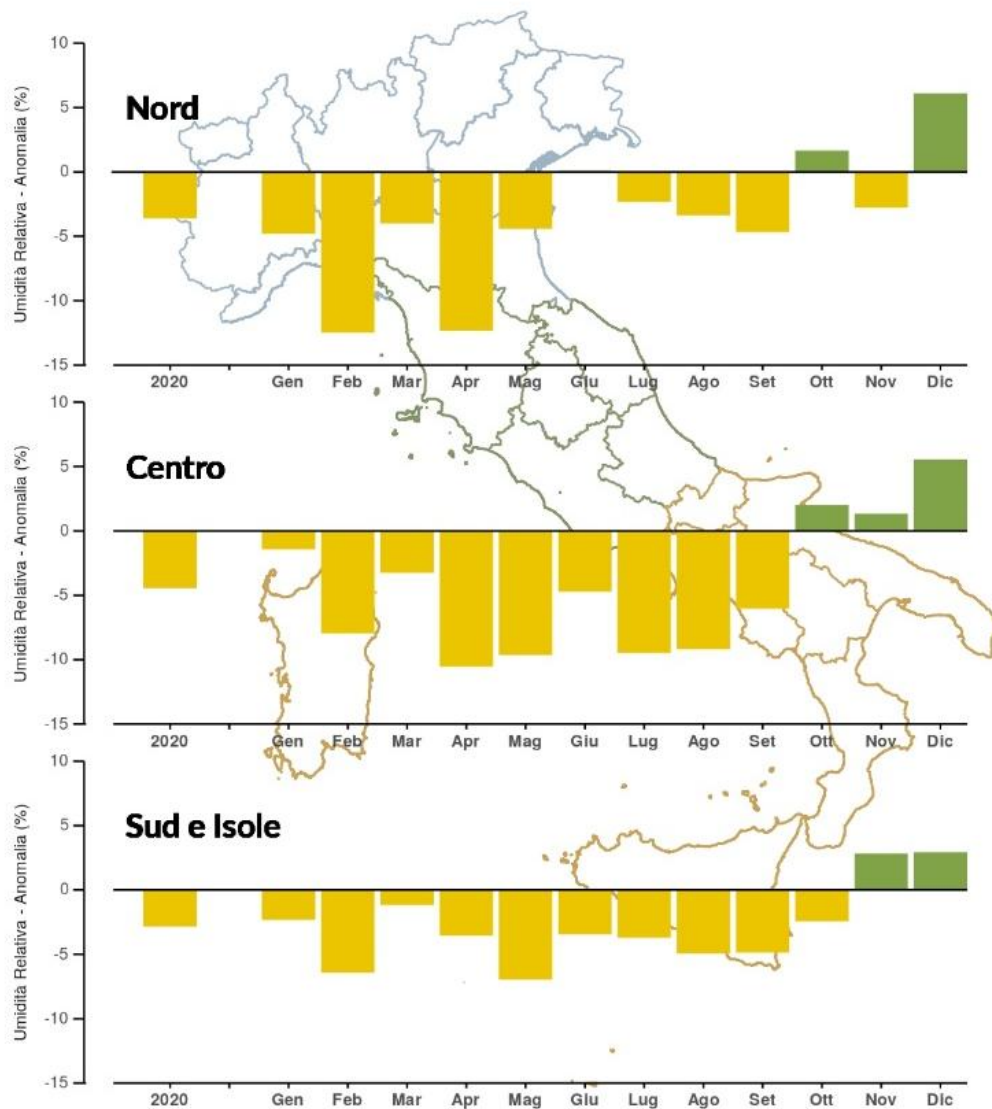 Nord
Umidità Relativa - Anomalia (%)
10
5
0
-5
-10
-15
2020 Gen Feb Mar Apr Mag Giu Lug Ago Set Ott Nov Dic
Centro
Umidità Relativa - Anomalia (%)
10
5
0
-5
-10
-15
2020 Gen Feb Mar Apr Mag Giu Lug Ago Set Ott Nov Dic
Sud e Isole
Umidità Relativa - Anomalia (%)
10
5
0
-5
-10
-15
2020 Gen Feb Mar Apr Mag Giu Lug Ago Set Ott Nov Dic